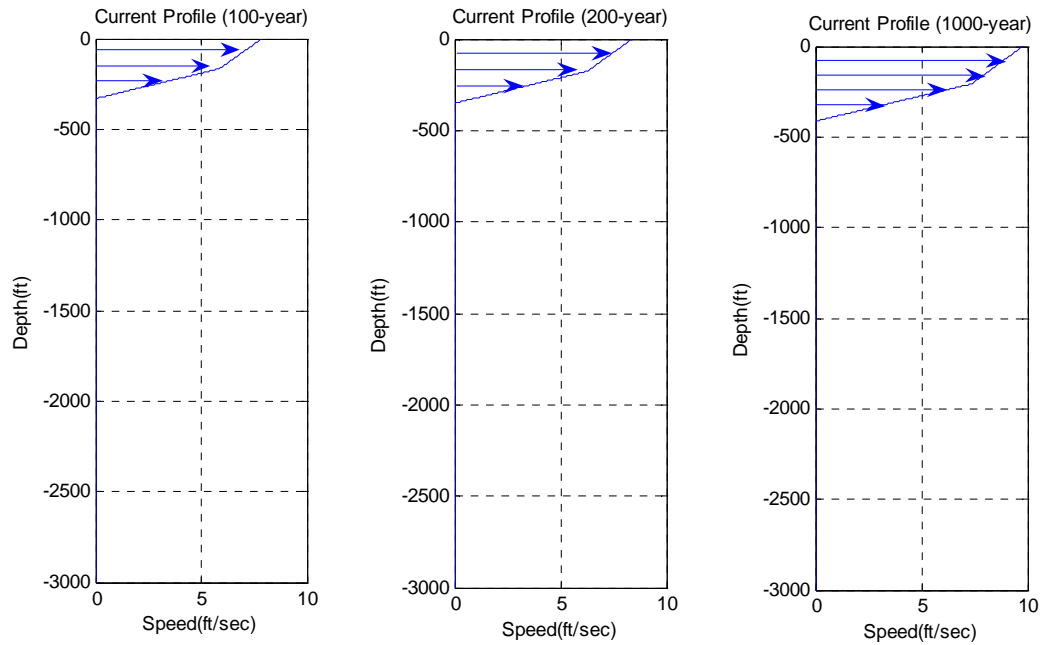 Current Profile (100-year)
0
-500
-1000
-1500
-2000
-2500
-3000
Depth(ft)
0 5 10
Speed(ft/sec)
Current Profile (200-year)
0
-500
-1000
-1500
-2000
-2500
-3000
Depth(ft)
0 5 10
Speed(ft/sec)
Current Profile (1000-year)
0
-500
-1000
-1500
-2000
-2500
-3000
Depth(ft)
0 5 10
Speed(ft/sec)